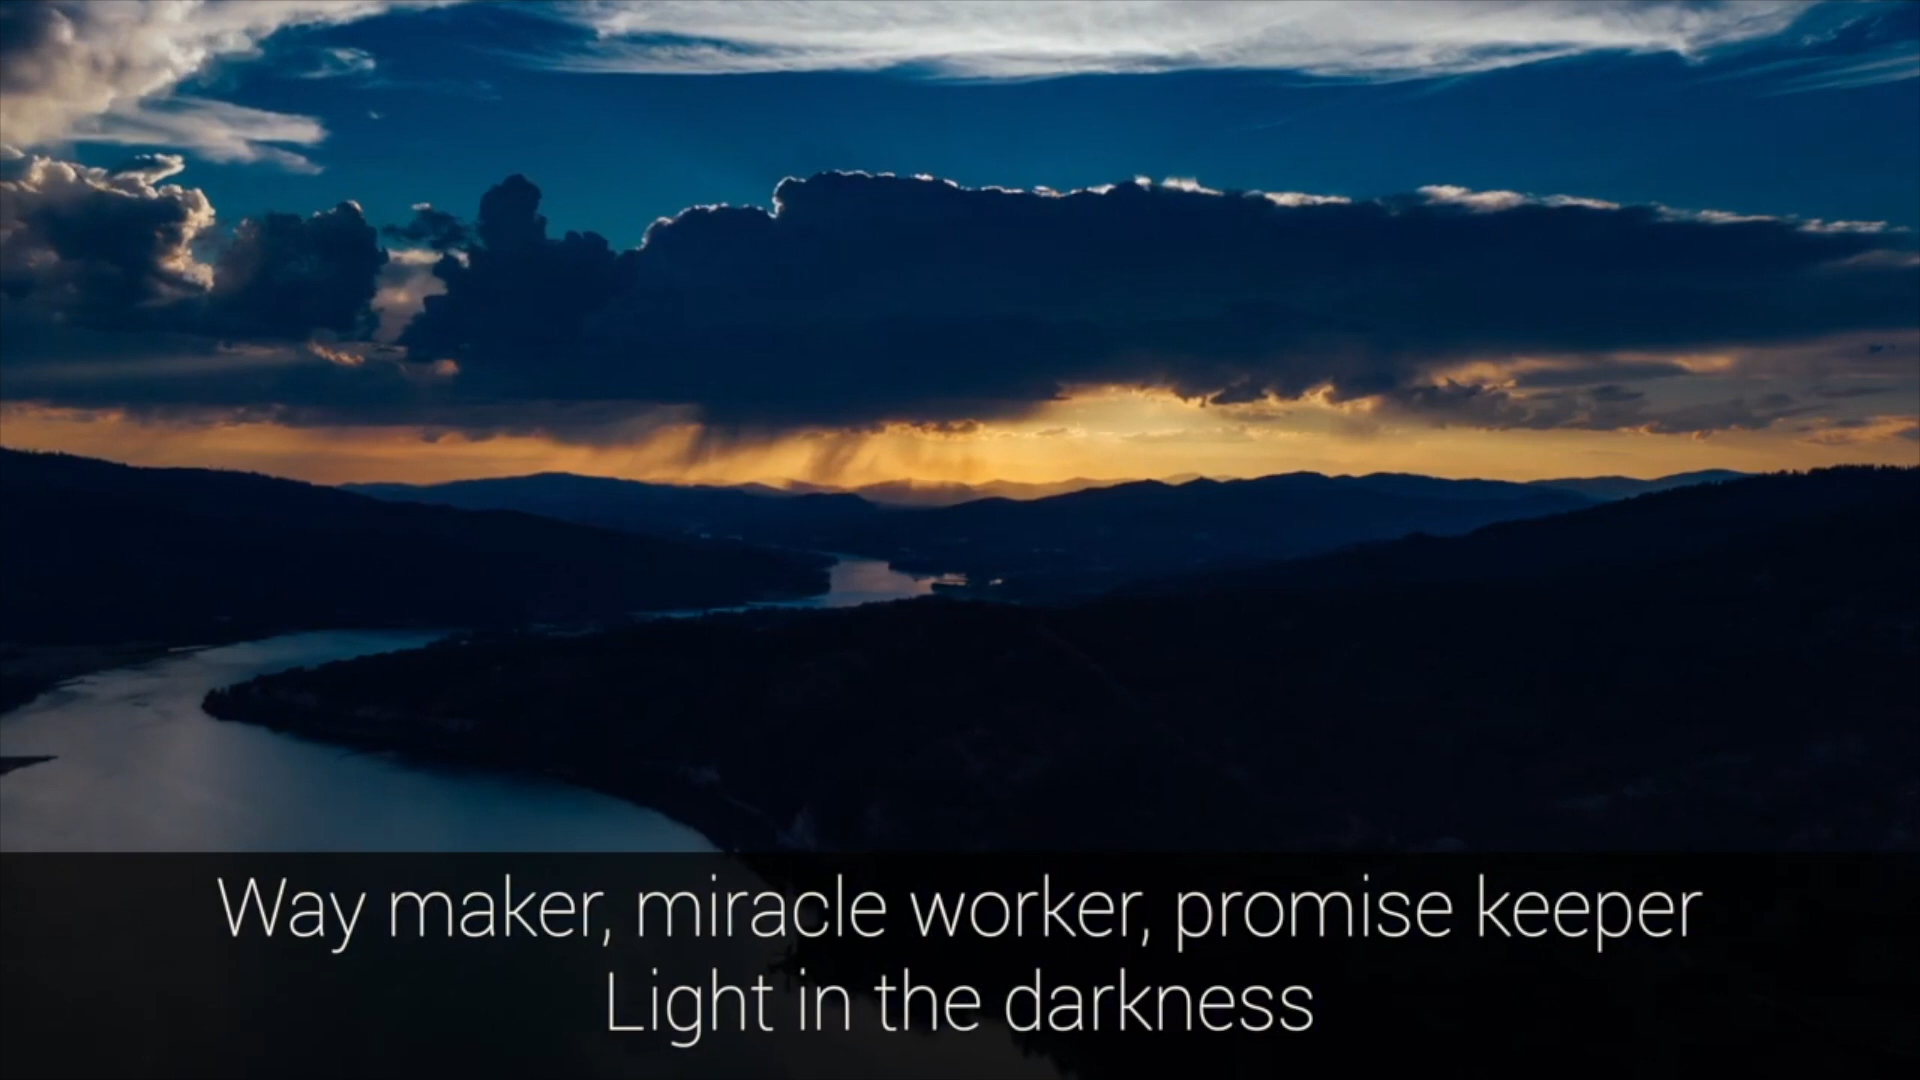 Way maker, miracle worker, promise keeper
Light in the darkness